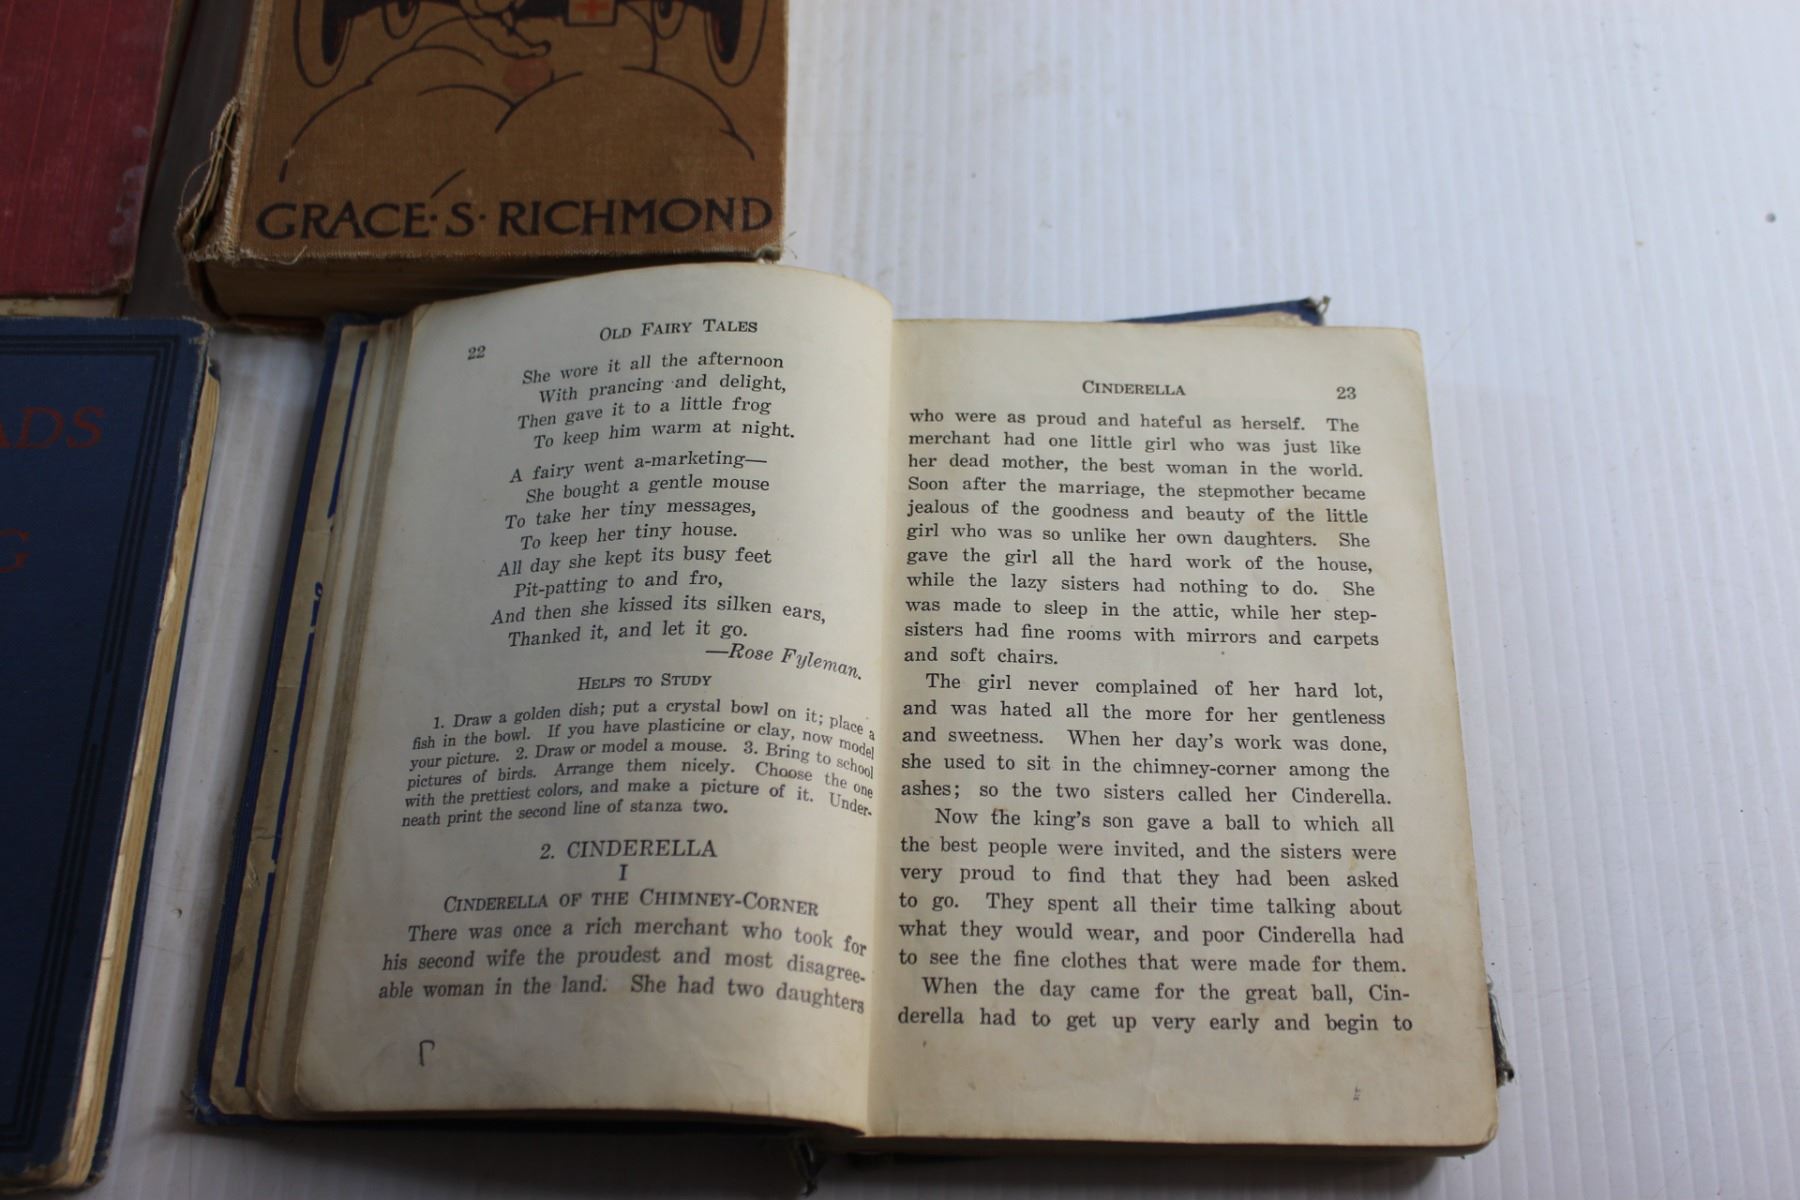 GRACE·S·RICHMOND
ADS
G
22
OLD FAIRY TALES
She wore it all the afternoon
With prancing and delight,
Then gave it to a little frog
To keep him warm at night.
A fairy went a-marketing—
She bought a gentle mouse
To take her tiny messages,
To keep her tiny house.
All day she kept its busy feet
Pit-patting to and fro,
And then she kissed its silken ears,
Thanked it, and let it go.
—Rose Fyleman.
HELPS TO STUDY
1. Draw a golden dish; put a crystal bowl on it; place a
fish in the bowl. If you have plasticine or clay, now model
your picture. 2. Draw or model a mouse. 3. Bring to school
pictures of birds. Arrange them nicely. Choose the one
with the prettiest colors, and make a picture of it. Under-
neath print the second line of stanza two.
2. CINDERELLA
I
CINDERELLA OF THE CHIMNEY-CORNER
There was once a rich merchant who took for
his second wife the proudest and most disagree-
able woman in the land. She had two daughters
CINDERELLA
23
who were as proud and hateful as herself. The
merchant had one little girl who was just like
her dead mother, the best woman in the world.
Soon after the marriage, the stepmother became
jealous of the goodness and beauty of the little
girl who was so unlike her own daughters. She
gave the girl all the hard work of the house,
while the lazy sisters had nothing to do. She
was made to sleep in the attic, while her step-
sisters had fine rooms with mirrors and carpets
and soft chairs.
The girl never complained of her hard lot,
and was hated all the more for her gentleness
and sweetness. When her day's work was done,
she used to sit in the chimney-corner among the
ashes; so the two sisters called her Cinderella.
Now the king's son gave a ball to which all
the best people were invited, and the sisters were
very proud to find that they had been asked
to go. They spent all their time talking about
what they would wear, and poor Cinderella had
to see the fine clothes that were made for them.
When the day came for the great ball, Cin-
derella had to get up very early and begin to